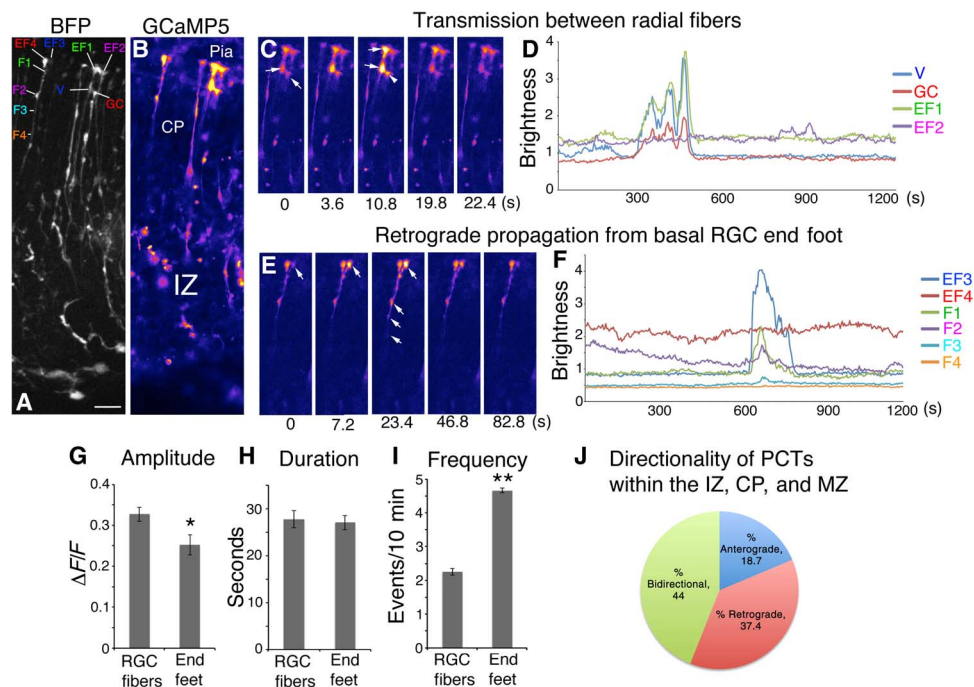 Transmission between radial fibers
BFP
GCaMP5
EF4
EF3
EF1
EF2
F1
F2
F3
F4
V
GC
A
B
Pia
CP
IZ
C
0 3.6 10.8 19.8 22.4 (s)
D
Brightness
4
3
2
1
0
300 600 900 1200 (s)
V
GC
EF1
EF2
Retrograde propagation from basal RGC end foot
E
0 7.2 23.4 46.8 82.8 (s)
F
Brightness
4
3
2
1
0
300 600 900 1200 (s)
EF3
EF4
F1
F2
F3
F4
G Amplitude
ΔF/F
0.4
0.3
0.2
0.1
0
*
RGC fibers
End feet
H Duration
Seconds
30
20
10
0
RGC fibers
End feet
I Frequency
Events/10 min
5
4
3
2
1
0
**
RGC fibers
End feet
J Directionality of PCTs
within the IZ, CP, and MZ
%
Anterograde,
18.7
% Retrograde,
37.4
%
Bidirectional,
44